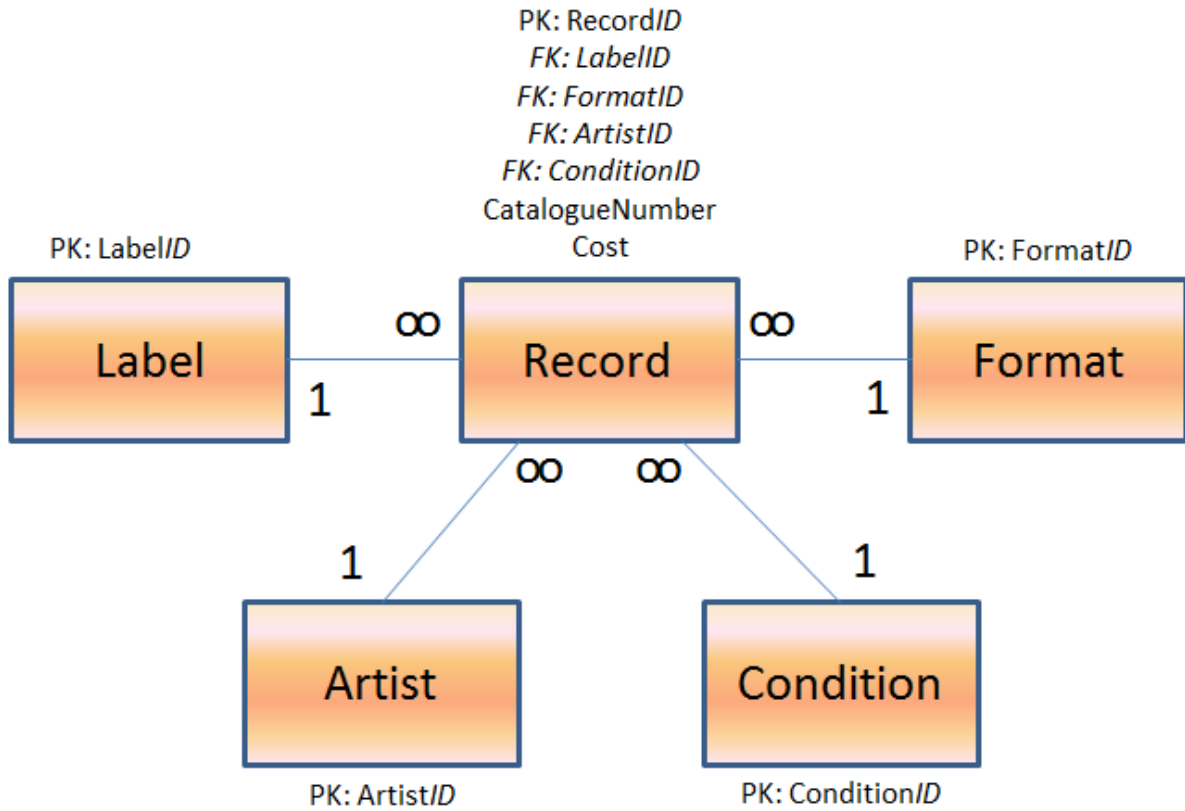 PK: RecordID
FK: LabelID
FK: FormatID
FK: ArtistID
FK: ConditionID
CatalogueNumber
Cost
PK: LabelID
PK: FormatID
∞
∞
Label
Record
Format
1
1
∞
∞
1
1
Artist
Condition
PK: ArtistID
PK: ConditionID